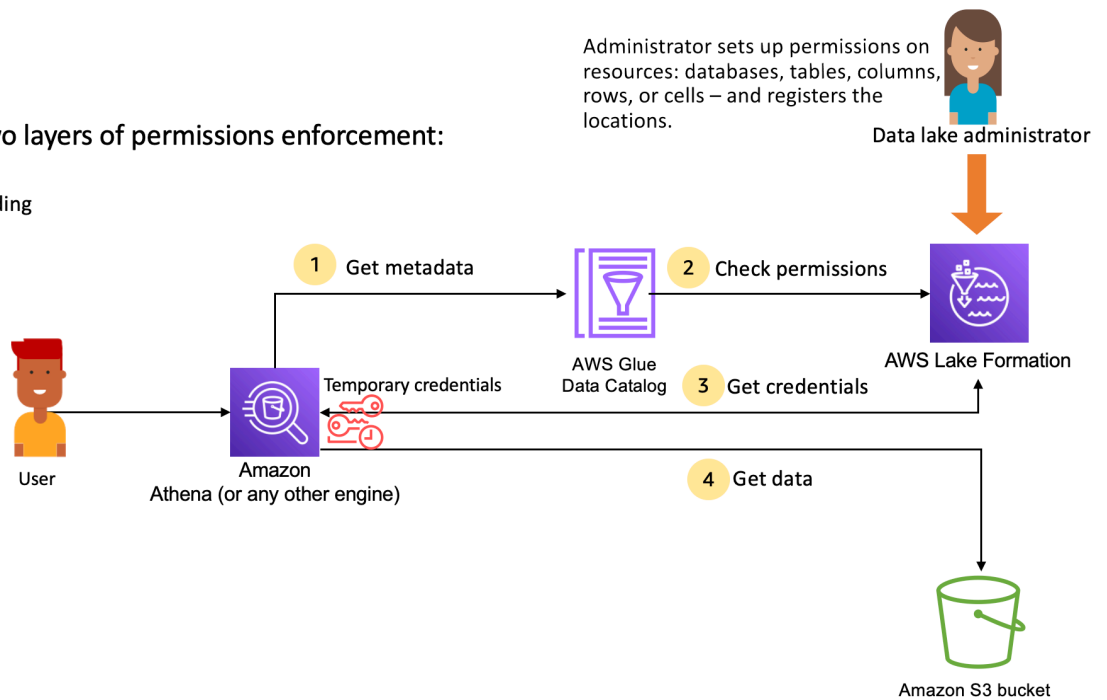 Administrator sets up permissions on
resources: databases, tables, columns,
rows, or cells – and registers the
locations.
Data lake administrator
layers of permissions enforcement:
1 Get metadata
2 Check permissions
AWS Glue
Data Catalog
AWS Lake Formation
Temporary credentials
3 Get credentials
User
Amazon
Athena (or any other engine)
4 Get data
Amazon S3 bucket